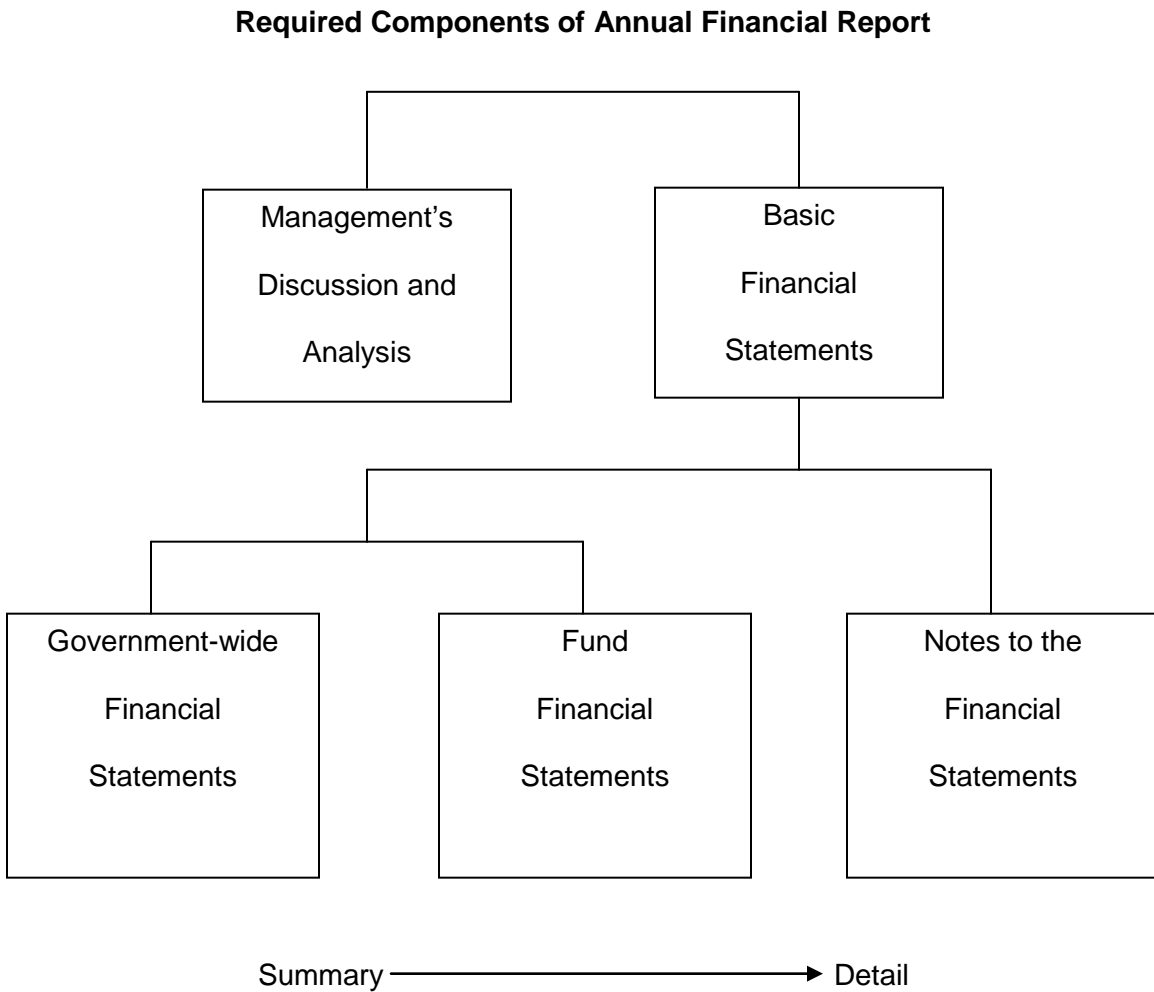 Required Components of Annual Financial Report
Management’s
Discussion and
Analysis
Basic
Financial
Statements
Government-wide
Financial
Statements
Fund
Financial
Statements
Notes to the
Financial
Statements
Summary
Detail